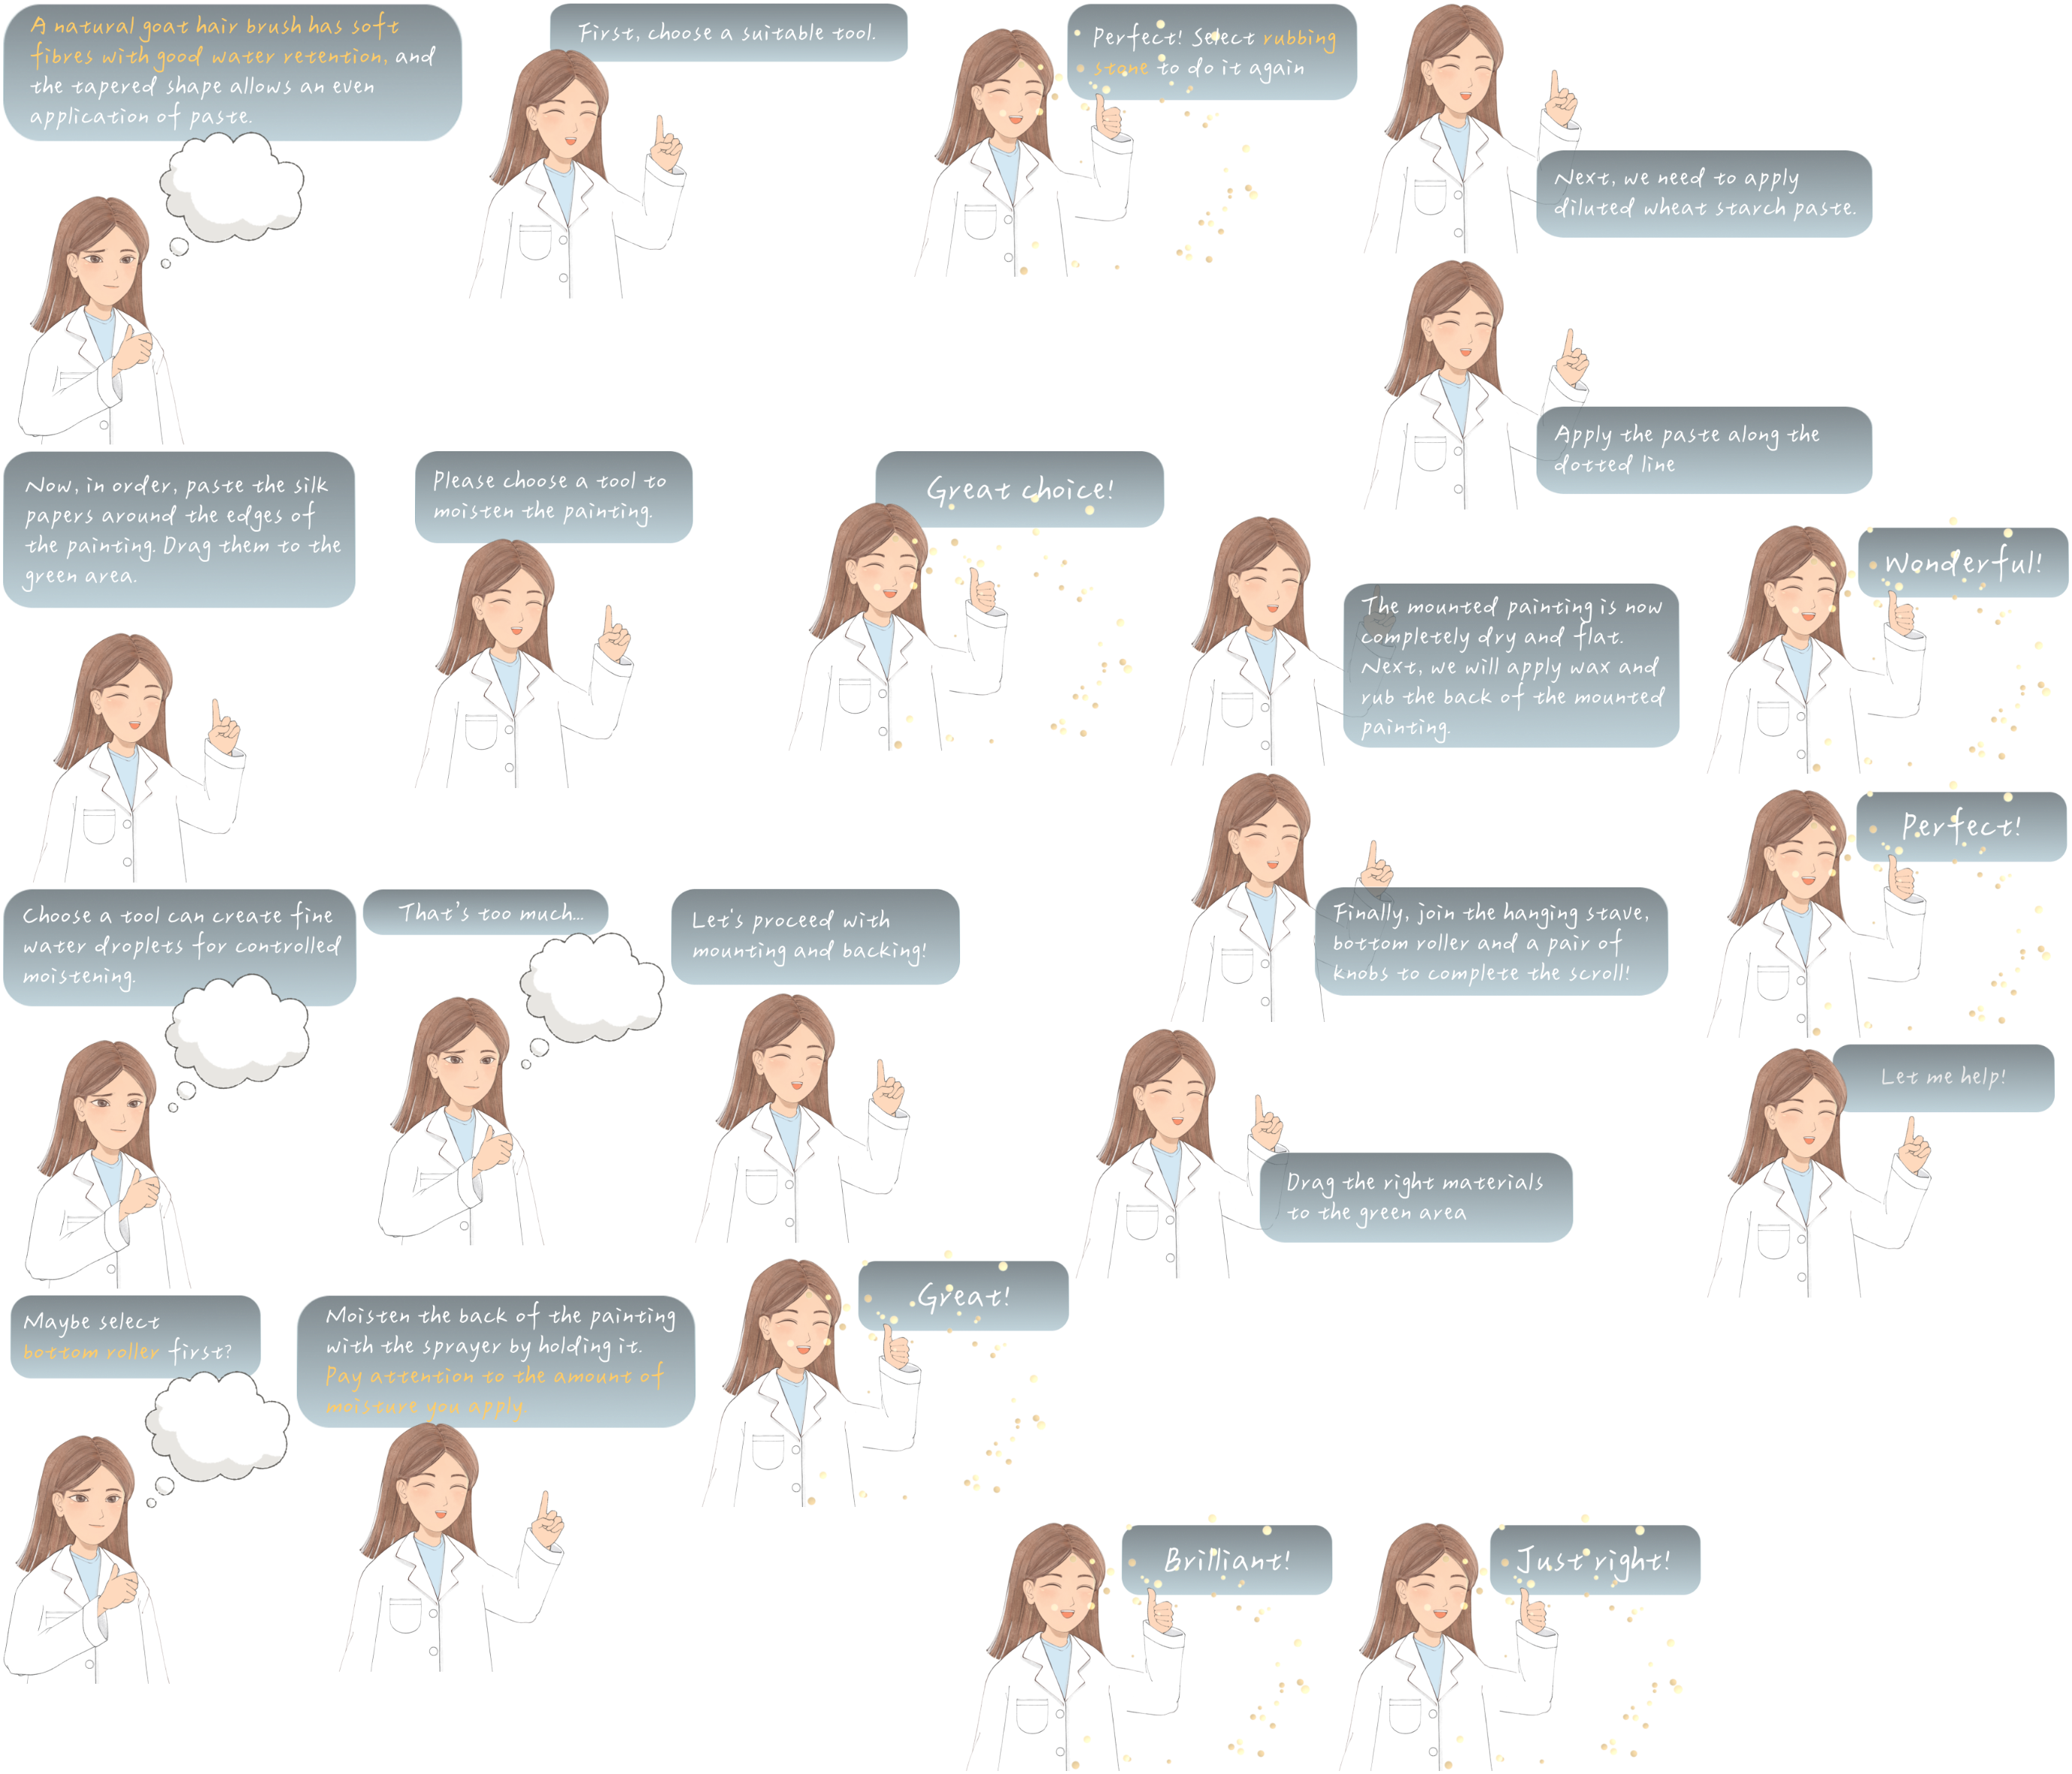 A natural goat hair brush has soft
fibres with good water retention, and
the tapered shape allows an even
application of paste.
First, choose a suitable tool.
Perfect! Select rubbing
stone to do it again
Next, we need to apply
diluted wheat starch paste.
Apply the paste along the
dotted line
Now, in order, paste the silk
papers around the edges of
the painting. Drag them to the
green area.
Please choose a tool to
moisten the painting.
Great choice!
The mounted painting is now
completely dry and flat.
Next, we will apply wax and
rub the back of the mounted
painting.
Wonderful!
Perfect!
Choose a tool can create fine
water droplets for controlled
moistening.
That's too much...
Let's proceed with
mounting and backing!
Finally, join the hanging stave,
bottom roller and a pair of
knobs to complete the scroll!
Let me help!
Drag the right materials
to the green area
Maybe select
bottom roller first?
Moisten the back of the painting
with the sprayer by holding it.
Pay attention to the amount of
moisture you apply.
Great!
Brilliant!
Just right!